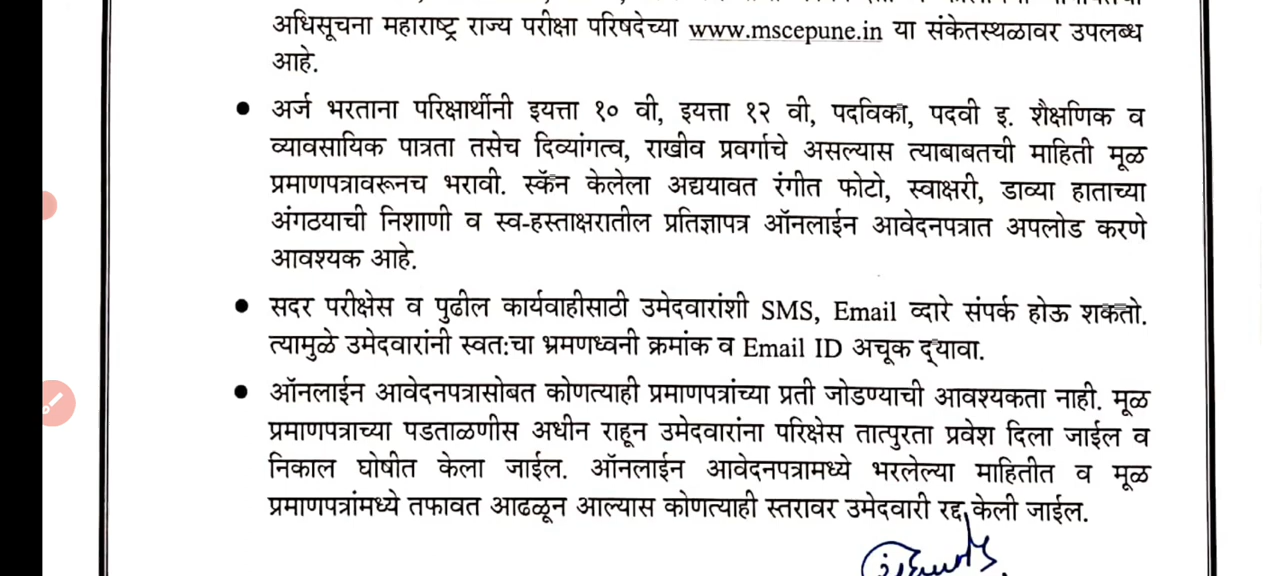 अधिसूचना महाराष्ट्र राज्य परीक्षा परिषदेच्या www.mscepune.in या संकेतस्थळावर उपलब्ध
आहे.
• अर्ज भरताना परिक्षार्थींनी इयत्ता १० वी, इयत्ता १२ वी, पदविका, पदवी इ. शैक्षणिक व
व्यावसायिक पात्रता तसेच दिव्यांगत्व, राखीव प्रवर्गाचे असल्यास त्याबाबतची माहिती मूळ
प्रमाणपत्रावरूनच भरावी. स्कॅन केलेला अद्ययावत रंगीत फोटो, स्वाक्षरी, डाव्या हाताच्या
अंगठयाची निशाणी व स्व-हस्ताक्षरातील प्रतिज्ञापत्र ऑनलाईन आवेदनपत्रात अपलोड करणे
आवश्यक आहे.
• सदर परीक्षेस व पुढील कार्यवाहीसाठी उमेदवारांशी SMS, Email व्दारे संपर्क होऊ शकतो.
त्यामुळे उमेदवारांनी स्वत:चा भ्रमणध्वनी क्रमांक व Email ID अचूक द्यावा.
• ऑनलाईन आवेदनपत्रासोबत कोणत्याही प्रमाणपत्रांच्या प्रती जोडण्याची आवश्यकता नाही. मूळ
प्रमाणपत्राच्या पडताळणीस अधीन राहून उमेदवारांना परिक्षेस तात्पुरता प्रवेश दिला जाईल व
निकाल घोषीत केला जाईल. ऑनलाईन आवेदनपत्रामध्ये भरलेल्या माहितीत व मूळ
प्रमाणपत्रांमध्ये तफावत आढळून आल्यास कोणत्याही स्तरावर उमेदवारी रद्द केली जाईल.